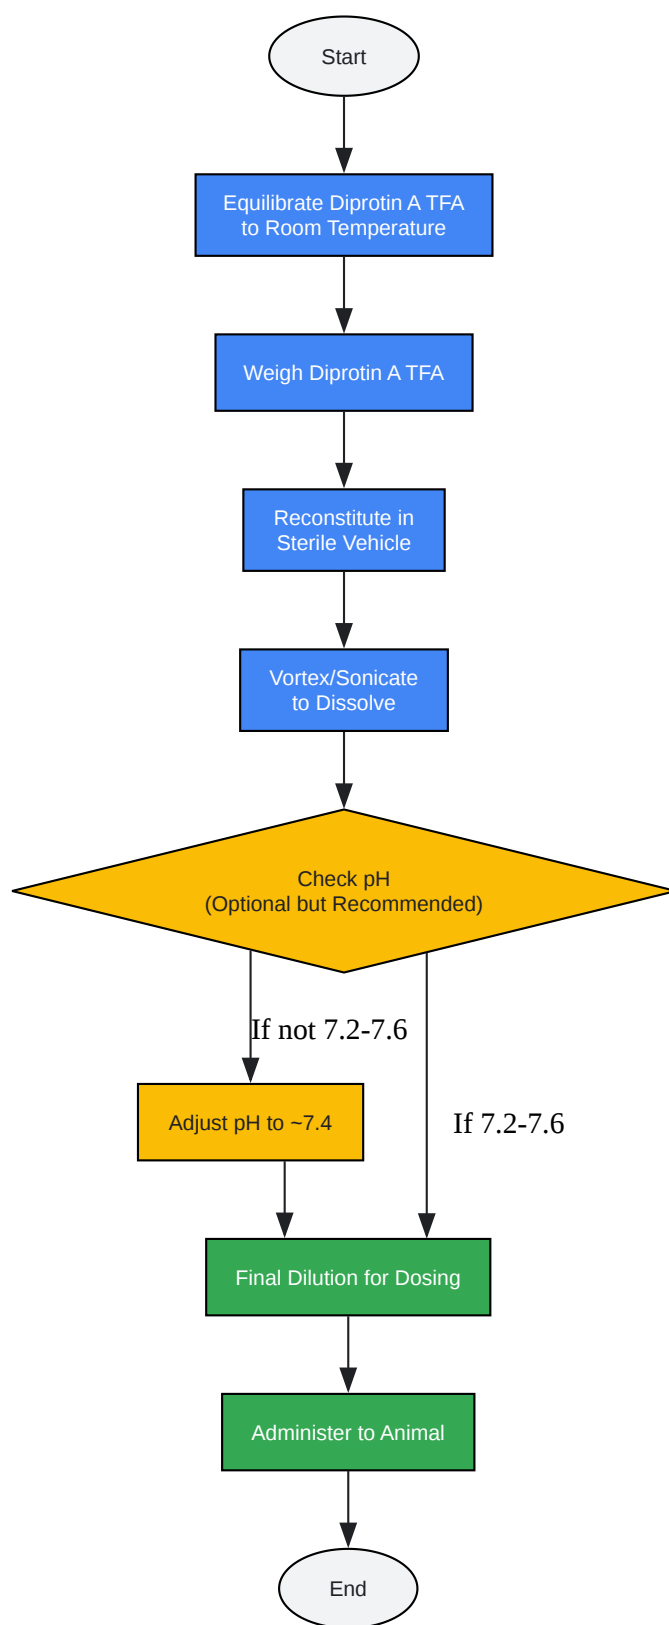 Start
Equilibrate Diprotin A TFA
to Room Temperature
Weigh Diprotin A TFA
Reconstitute in
Sterile Vehicle
Vortex/Sonicate
to Dissolve
Check pH
(Optional but Recommended)
If not 7.2-7.6
Adjust pH to ~7.4
If 7.2-7.6
Final Dilution for Dosing
Administer to Animal
End